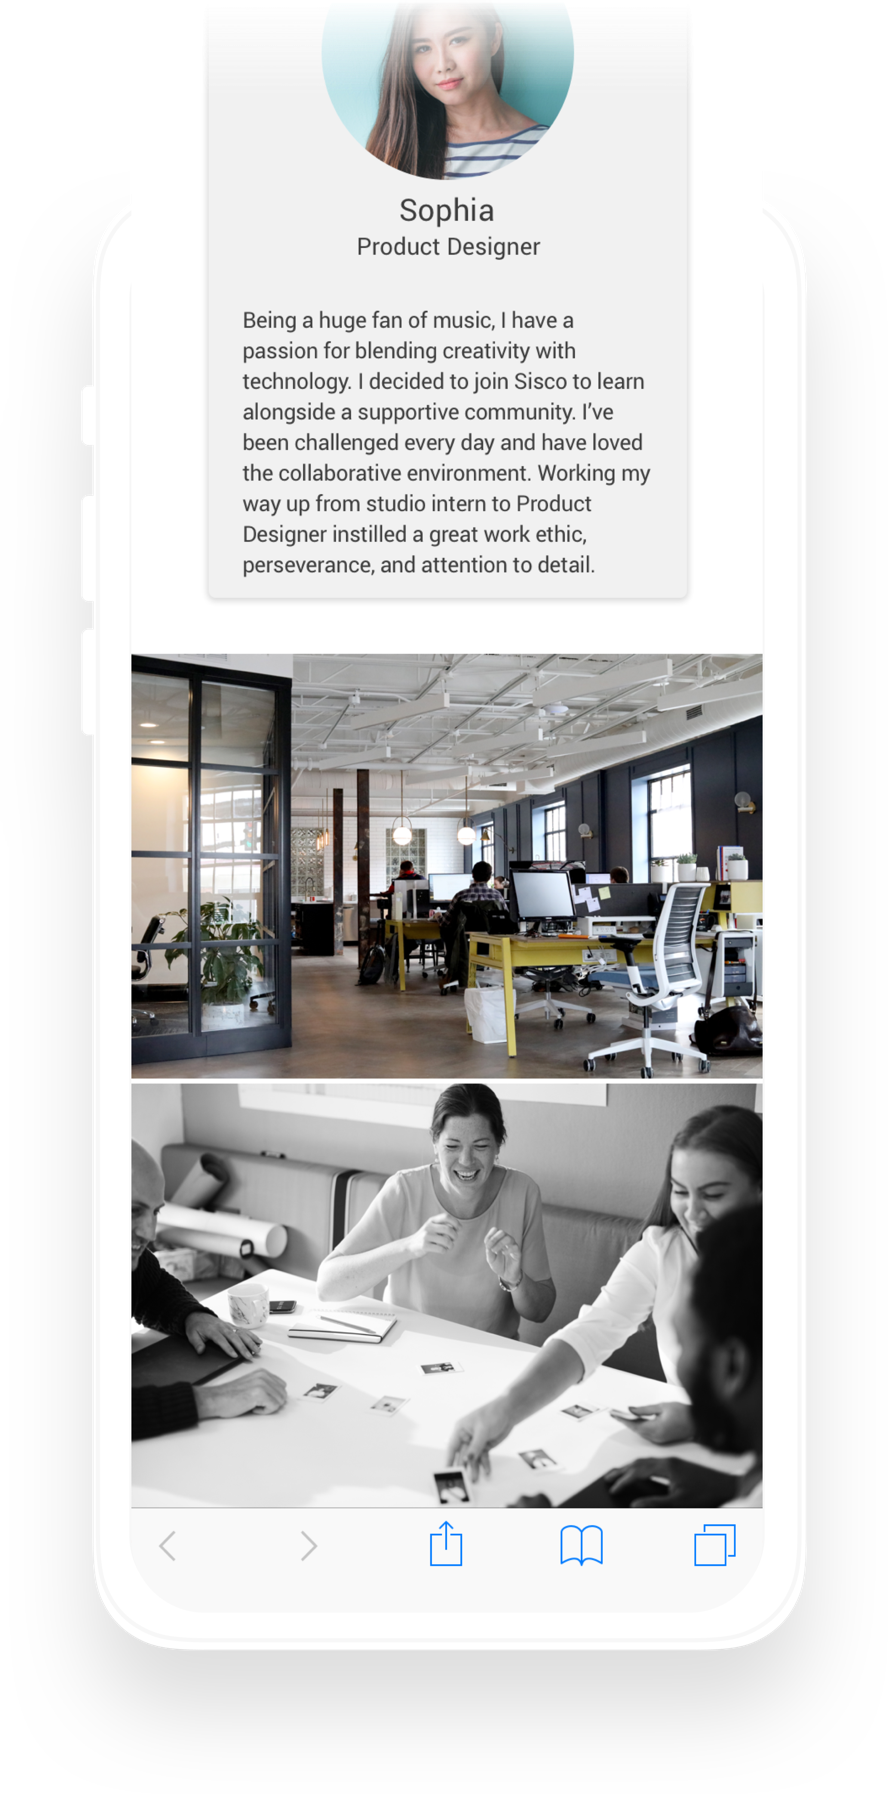 Sophia
Product Designer
Being a huge fan of music, I have a
passion for blending creativity with
technology. I decided to join Sisco to learn
alongside a supportive community. I’ve
been challenged every day and have loved
the collaborative environment. Working my
way up from studio intern to Product
Designer instilled a great work ethic,
perseverance, and attention to detail.